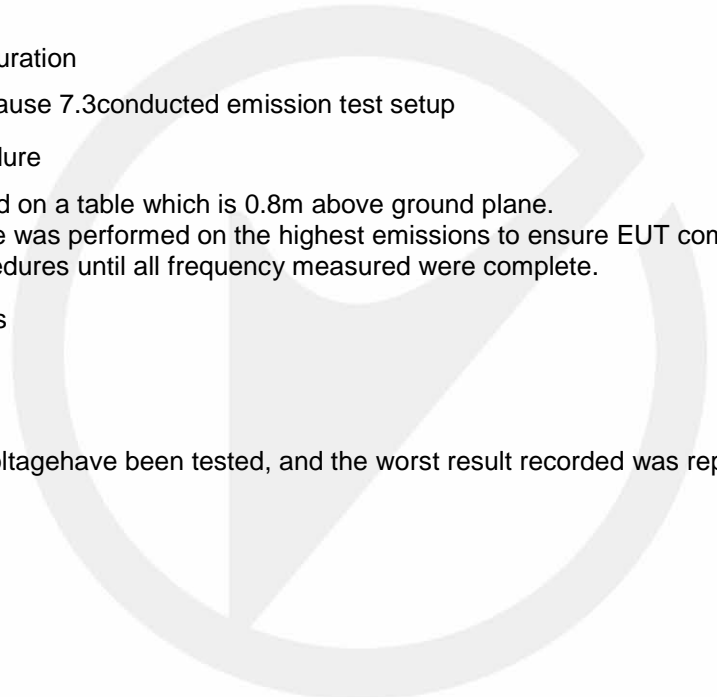 uration
ause 7.3conducted emission test setup
dure
d on a table which is 0.8m above ground plane.
e was performed on the highest emissions to ensure EUT com
edures until all frequency measured were complete.
s
oltagehave been tested, and the worst result recorded was rep